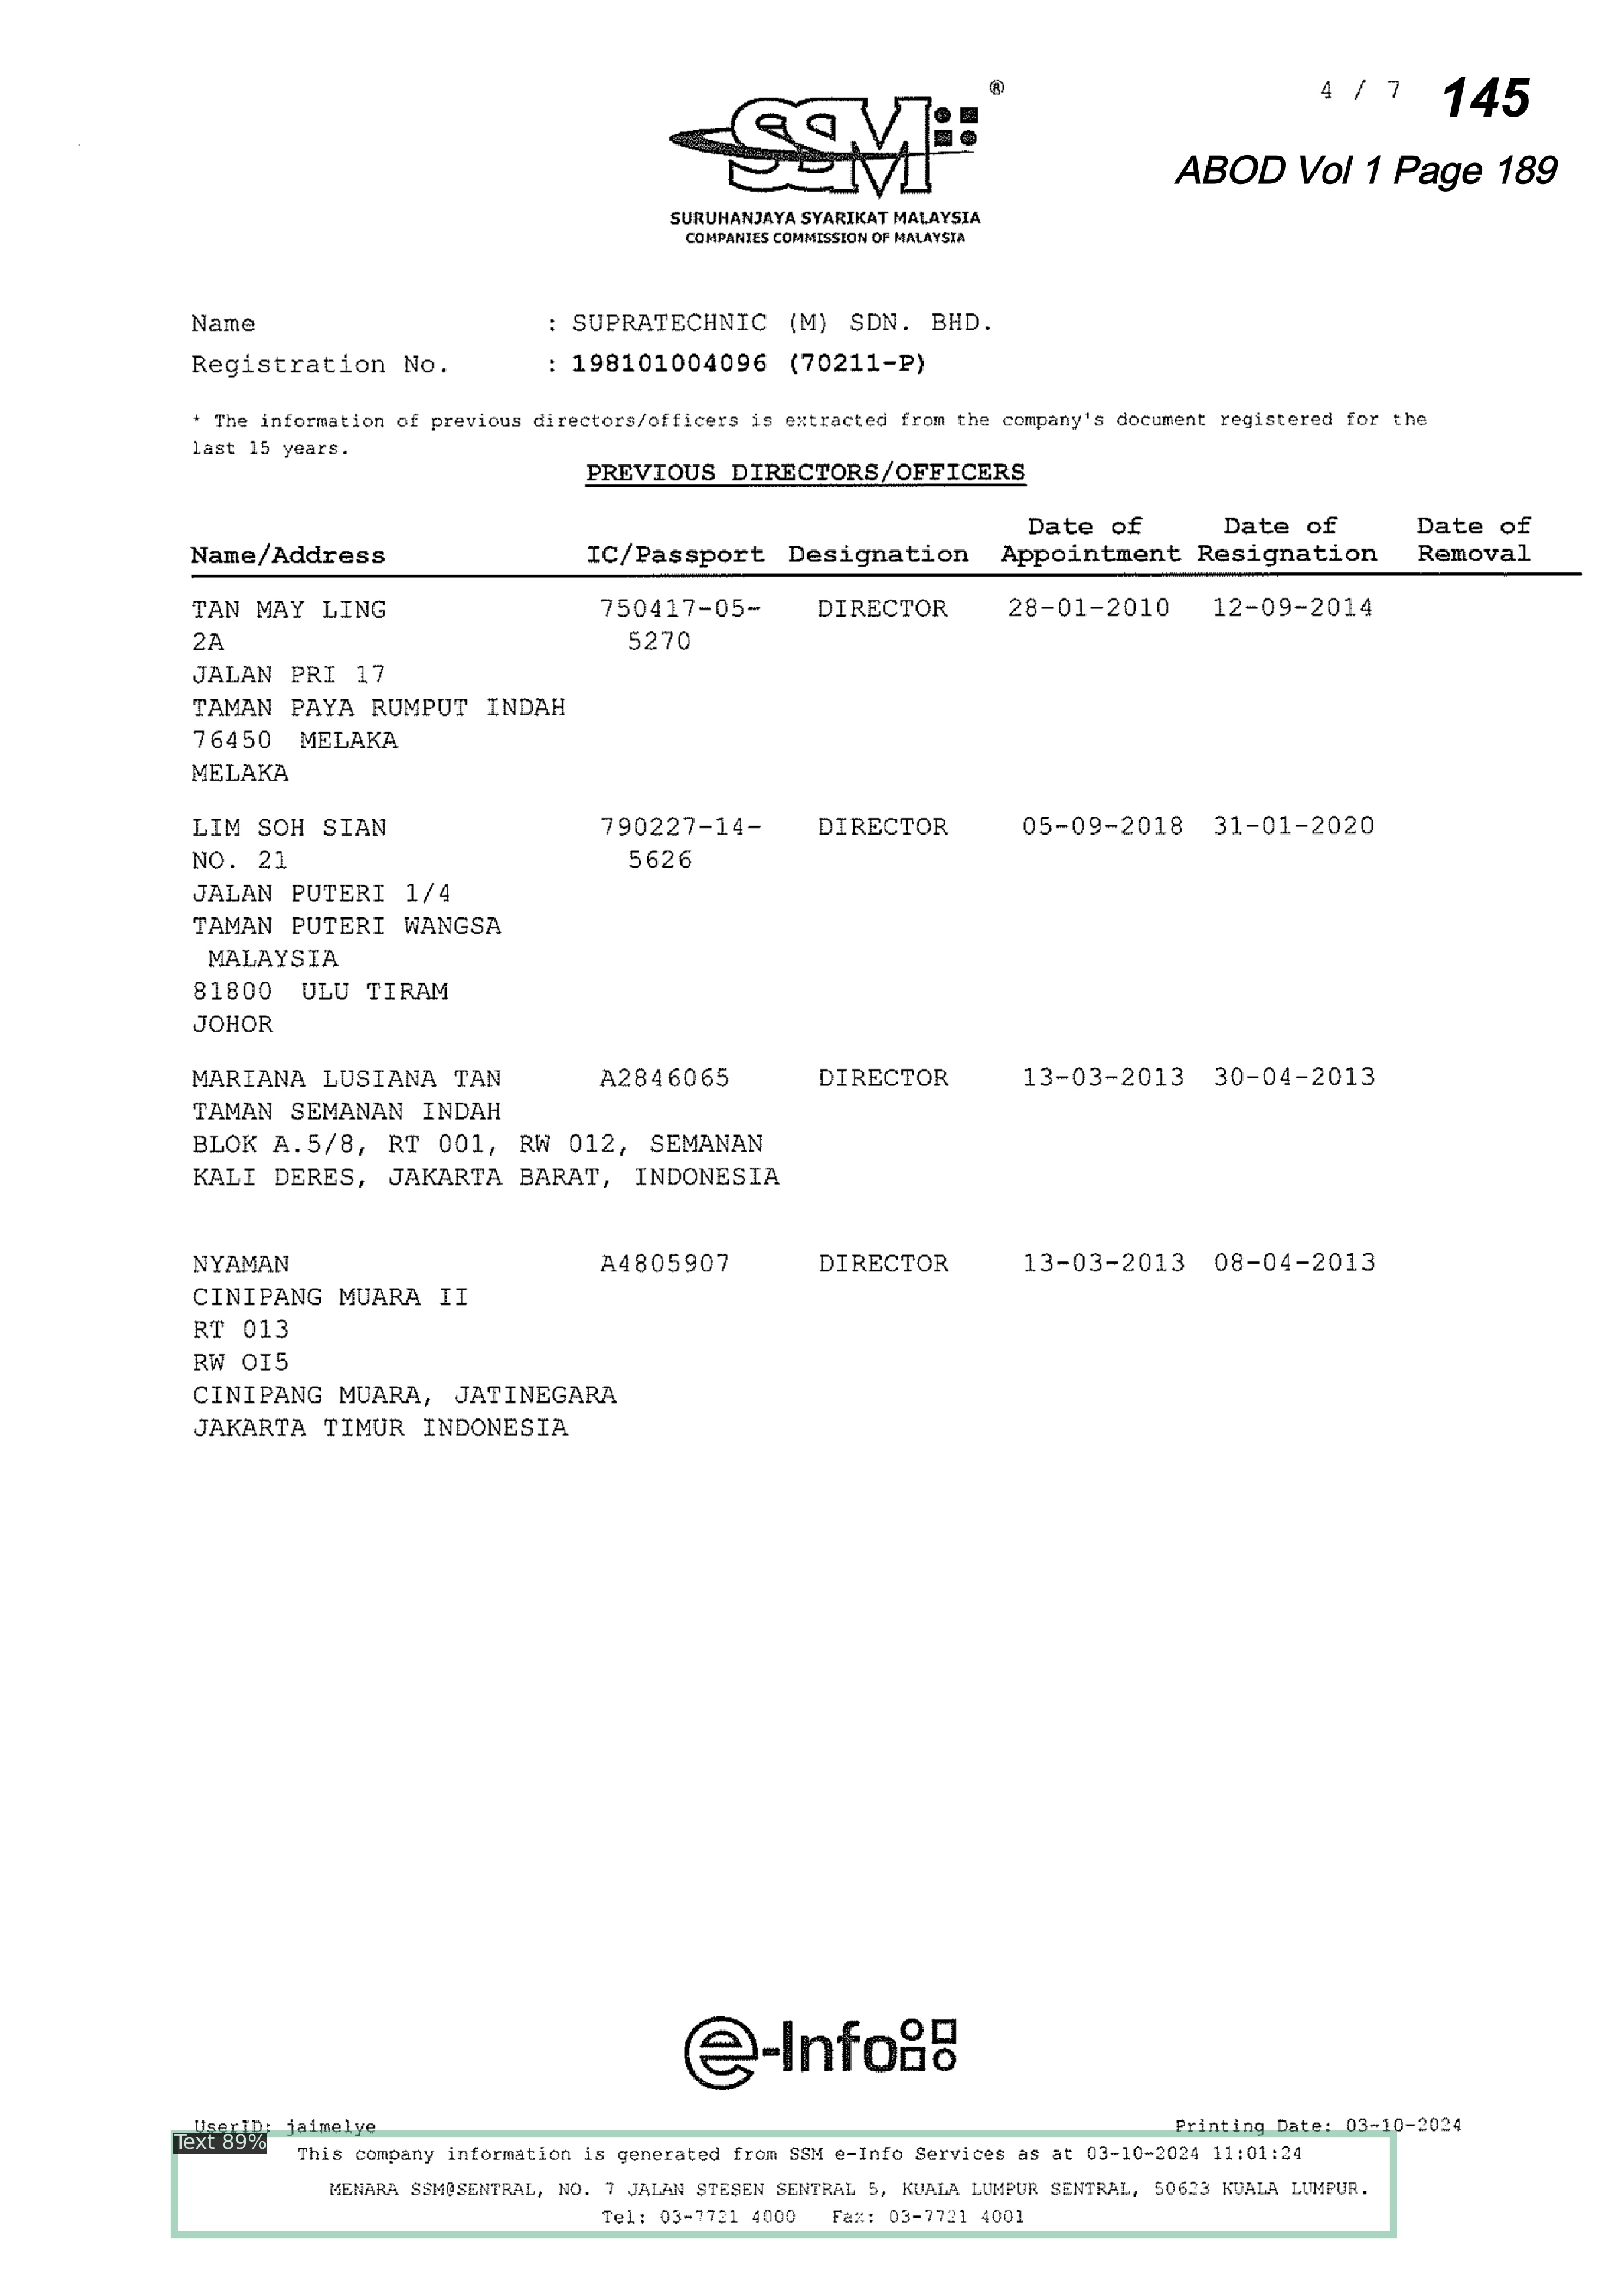 4 / 7 145
ABOD Vol 1 Page 189
SSM ®
SURUHANJAYA SYARIKAT MALAYSIA
COMPANIES COMMISSION OF MALAYSIA
Name : SUPRATECHNIC (M) SDN. BHD.
Registration No. : 198101004096 (70211-P)
* The information of previous directors/officers is extracted from the company's document registered for the
last 15 years.
PREVIOUS DIRECTORS/OFFICERS
Date of Date of Date of
Name/Address IC/Passport Designation Appointment Resignation Removal
TAN MAY LING 750417-05- DIRECTOR 28-01-2010 12-09-2014
2A 5270
JALAN PRI 17
TAMAN PAYA RUMPUT INDAH
76450 MELAKA
MELAKA
LIM SOH SIAN 790227-14- DIRECTOR 05-09-2018 31-01-2020
NO. 21 5626
JALAN PUTERI 1/4
TAMAN PUTERI WANGSA
MALAYSIA
81800 ULU TIRAM
JOHOR
MARIANA LUSIANA TAN A2846065 DIRECTOR 13-03-2013 30-04-2013
TAMAN SEMANAN INDAH
BLOK A.5/8, RT 001, RW 012, SEMANAN
KALI DERES, JAKARTA BARAT, INDONESIA
NYAMAN A4805907 DIRECTOR 13-03-2013 08-04-2013
CINIPANG MUARA II
RT 013
RW OI5
CINIPANG MUARA, JATINEGARA
JAKARTA TIMUR INDONESIA
e-Info
UserID: jaimelye Printing Date: 03-10-2024
Text 89%
This company information is generated from SSM e-Info Services as at 03-10-2024 11:01:24
MENARA SSM@SENTRAL, NO. 7 JALAN STESEN SENTRAL 5, KUALA LUMPUR SENTRAL, 50623 KUALA LUMPUR.
Tel: 03-7721 4000 Fax: 03-7721 4001